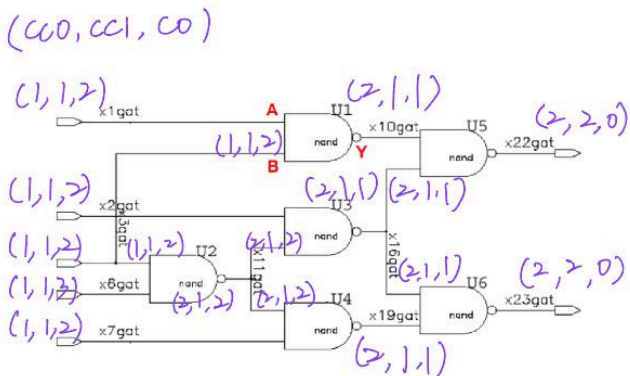 (CC0, CC1, CO)
(1,1,2)
x1gat
A
U1
(2,1,1)
nand
x10gat
U5
(2,2,0)
(1,1,2)
B
Y
nand
x22gat
(1,1,2)
x2gat
(2,1,1)
U3
(2,1,1)
x3gat
nand
(1,1,2)
(1,1,2)
U2
(2,1,2)
x11gat
x16gat
(2,1,1)
U6
(2,2,0)
(1,1,2)
x6gat
nand
(2,1,2)
(2,1,2)
U4
nand
x23gat
(1,1,2)
x7gat
nand
x19gat
(2,1,1)